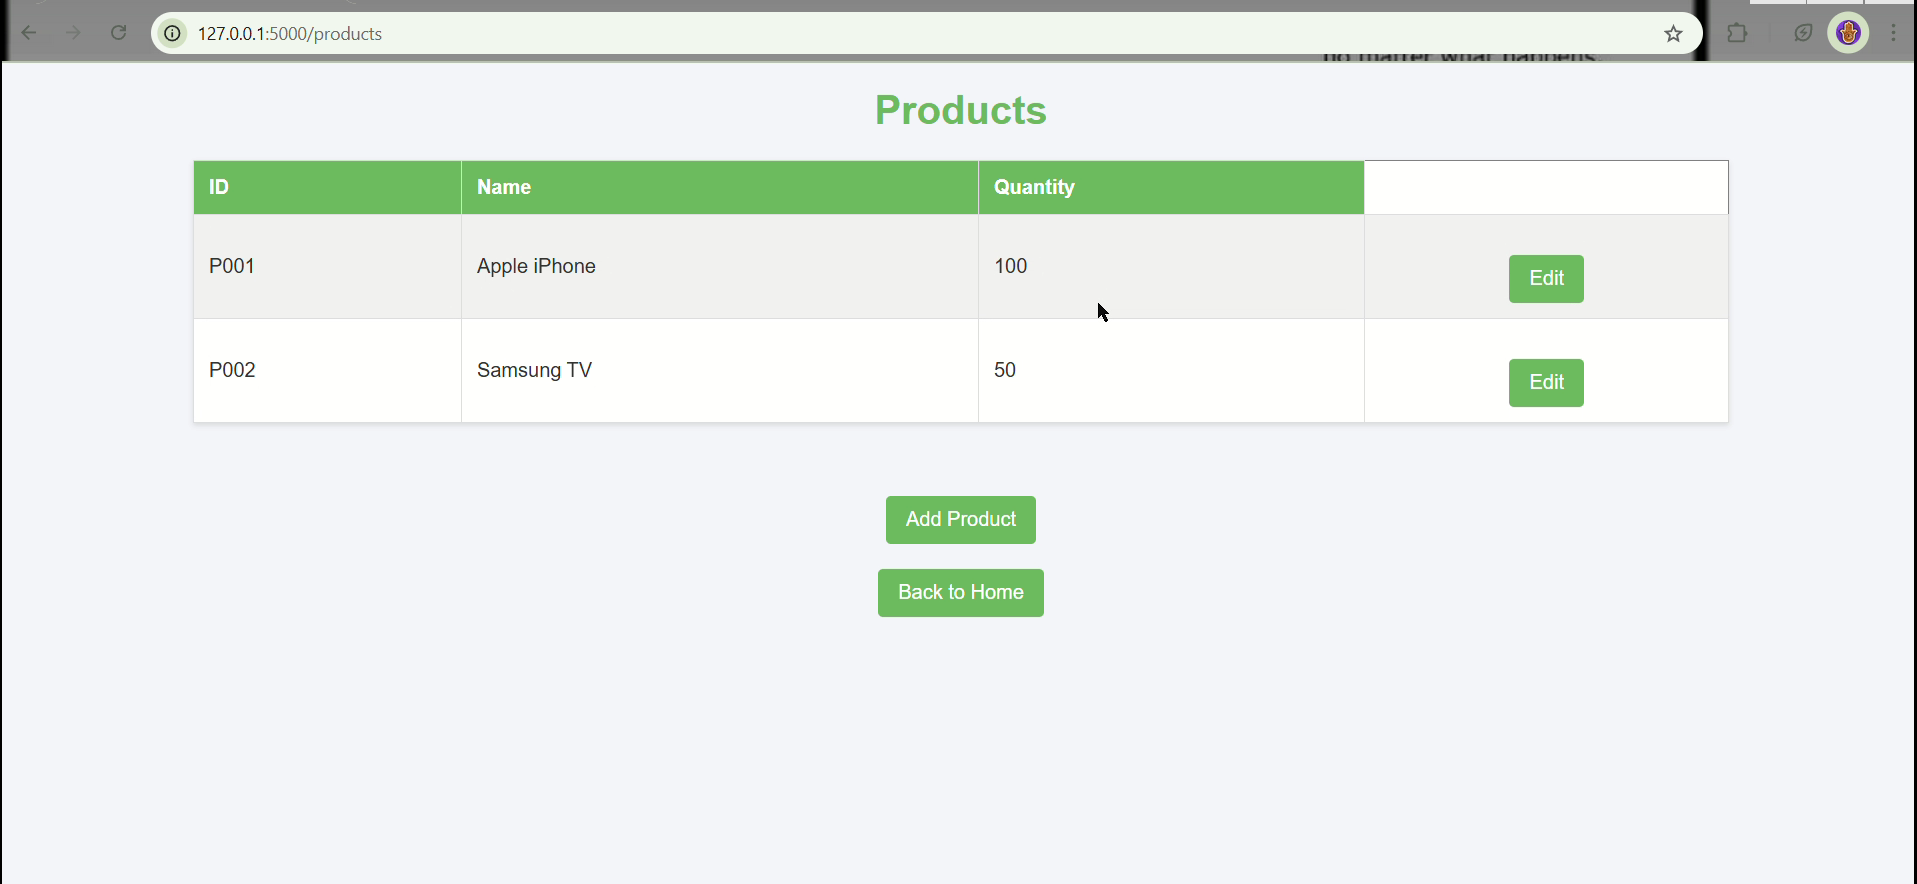 127.0.0.1:5000/products
no matter what happens.
Products
ID Name Quantity
P001 Apple iPhone 100 Edit
P002 Samsung TV 50 Edit
Add Product
Back to Home